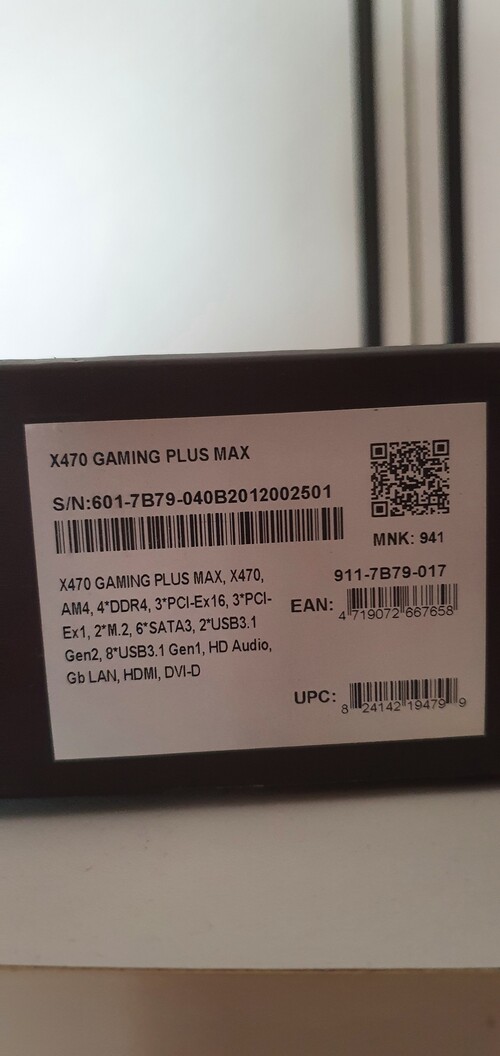 X470 GAMING PLUS MAX
S/N:601-7B79-040B2012002501
MNK: 941
X470 GAMING PLUS MAX, X470,
AM4, 4*DDR4, 3*PCI-Ex16, 3*PCI-
Ex1, 2*M.2, 6*SATA3, 2*USB3.1
Gen2, 8*USB3.1 Gen1, HD Audio,
Gb LAN, HDMI, DVI-D
911-7B79-017
EAN:
4 719072 667658
UPC:
8 24142 19479 9